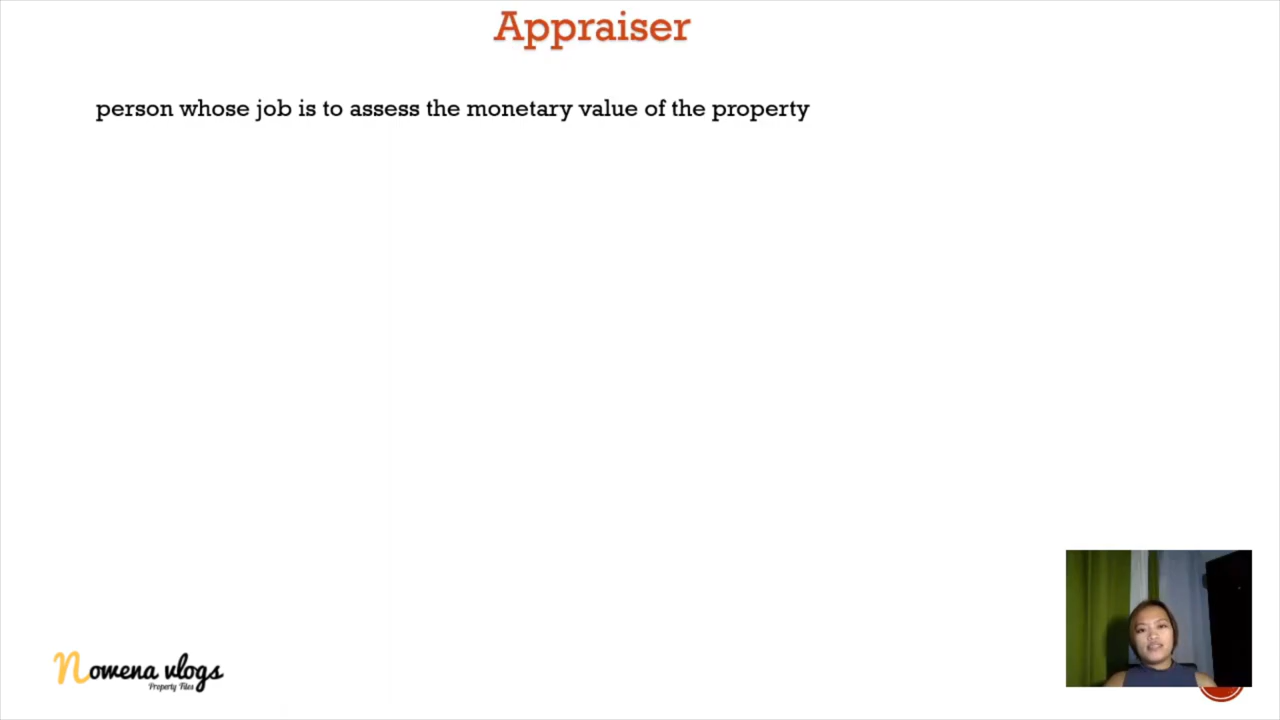 Appraiser
person whose job is to assess the monetary value of the property
nowena vlogs
Property Files